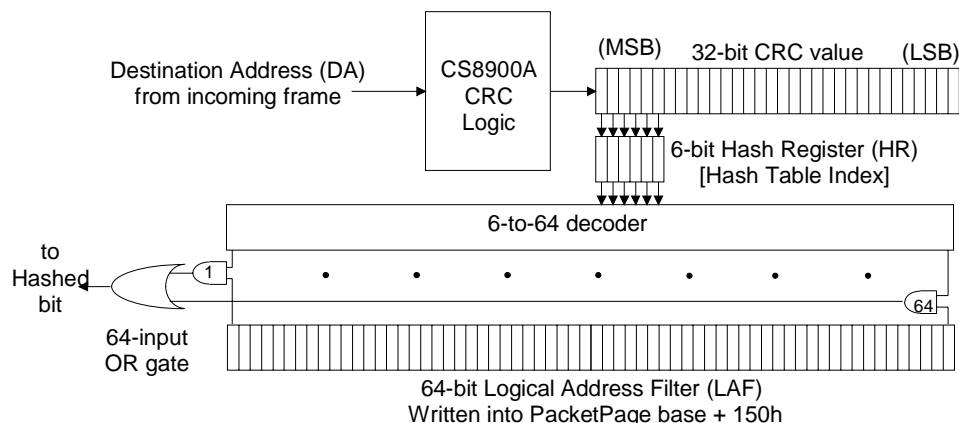 (MSB) 32-bit CRC value (LSB)
Destination Address (DA)
from incoming frame
CS8900A
CRC
Logic
6-bit Hash Register (HR)
[Hash Table Index]
6-to-64 decoder
to
Hashed
bit
1
64
64-input
OR gate
64-bit Logical Address Filter (LAF)
Written into PacketPage base + 150h